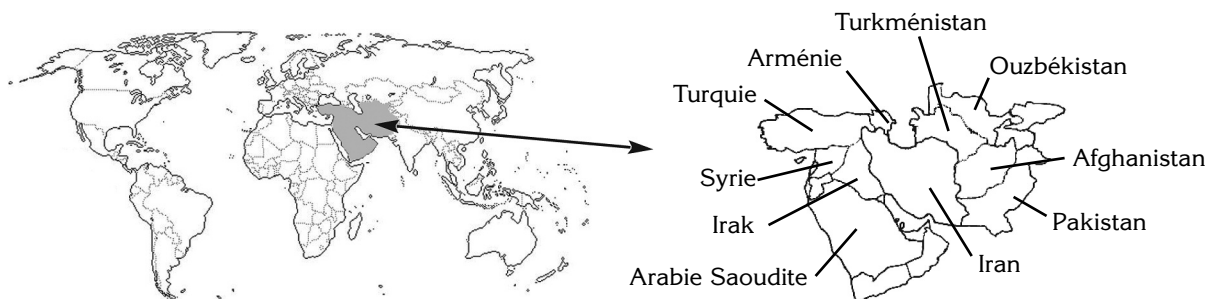 Turkménistan
Arménie
Ouzbékistan
Turquie
Afghanistan
Syrie
Irak
Pakistan
Iran
Arabie Saoudite